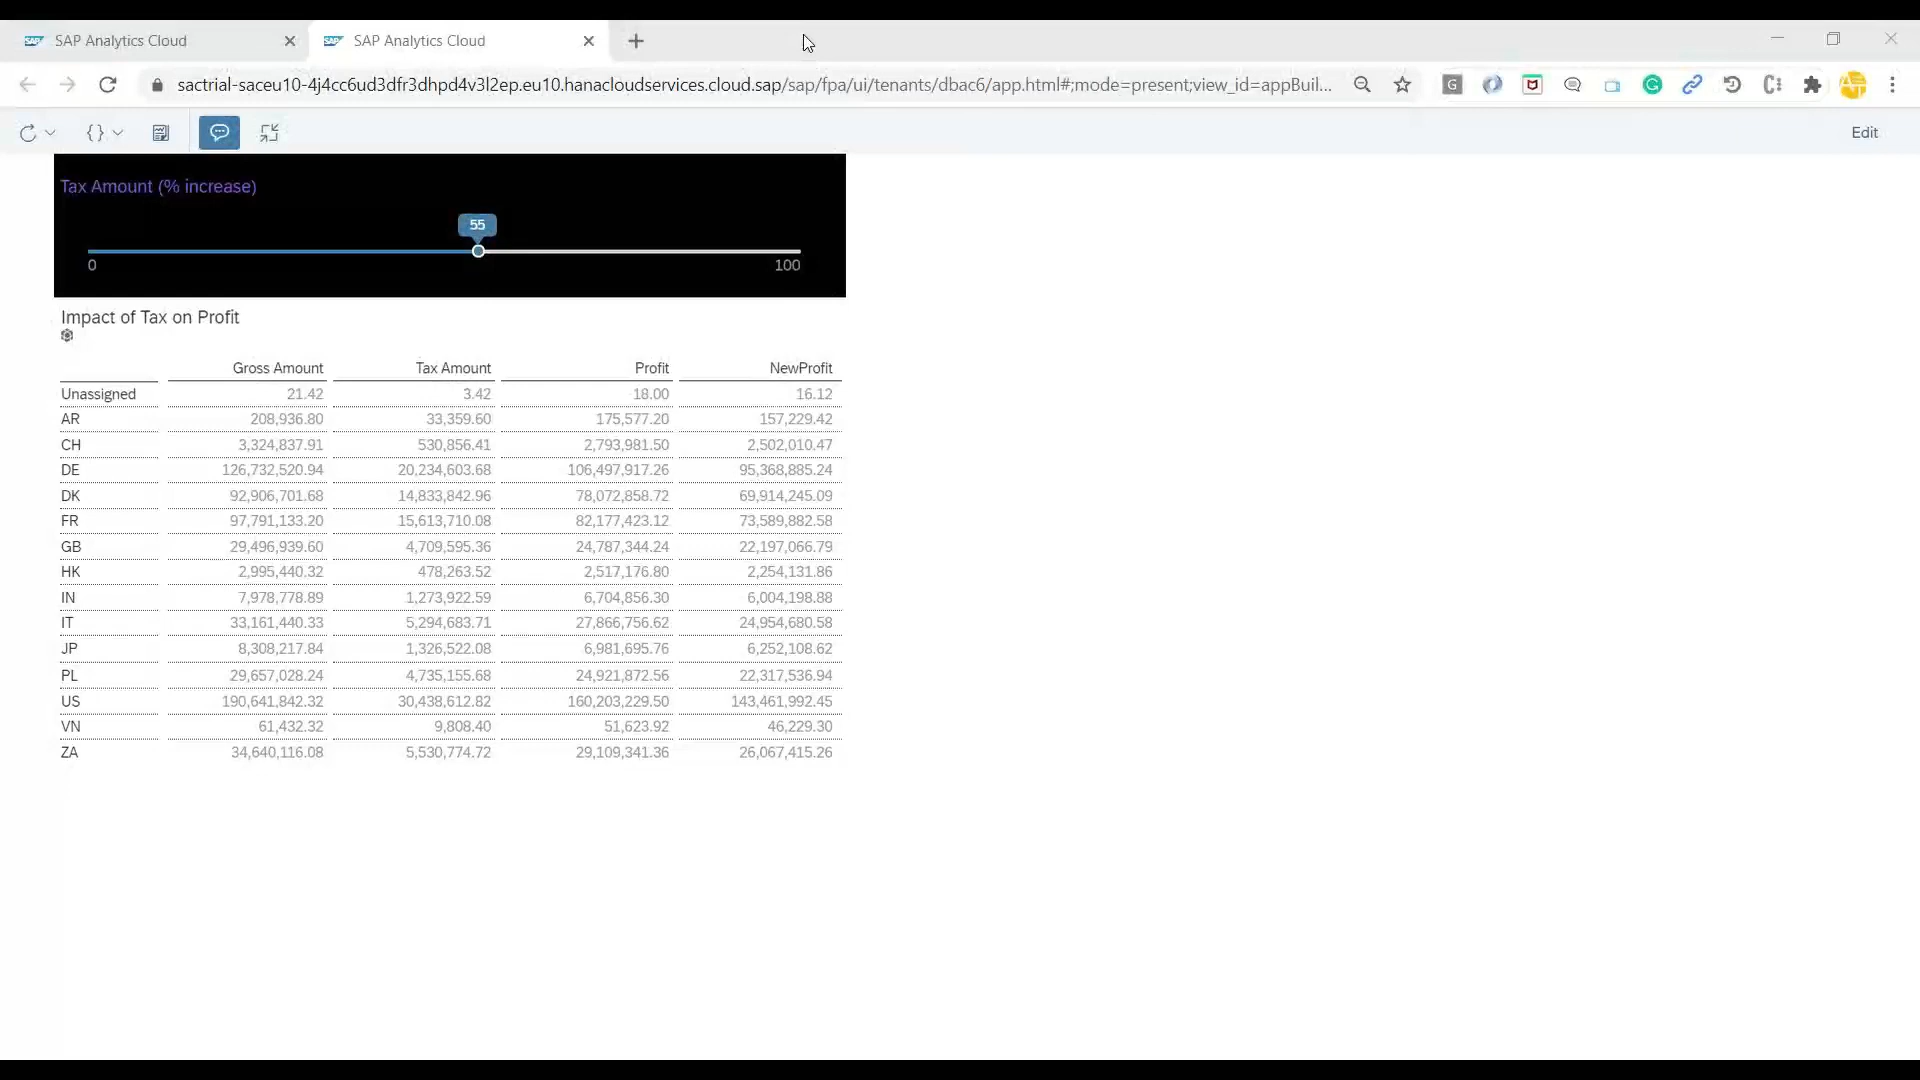 SAP SAP Analytics Cloud SAP SAP Analytics Cloud
sactrial-saceu10-4j4cc6ud3dfr3dhpd4v3l2ep.eu10.hanacloudservices.cloud.sap/sap/fpa/ui/tenants/dbac6/app.html#;mode=present;view_id=appBuil...
{} Edit
Tax Amount (% increase)
55
0 100
Impact of Tax on Profit
Gross Amount Tax Amount Profit NewProfit
Unassigned 21.42 3.42 18.00 16.12
AR 208,936.80 33,359.60 175,577.20 157,229.42
CH 3,324,837.91 530,856.41 2,793,981.50 2,502,010.47
DE 126,732,520.94 20,234,603.68 106,497,917.26 95,368,885.24
DK 92,906,701.68 14,833,842.96 78,072,858.72 69,914,245.09
FR 97,791,133.20 15,613,710.08 82,177,423.12 73,589,882.58
GB 29,496,939.60 4,709,595.36 24,787,344.24 22,197,066.79
HK 2,995,440.32 478,263.52 2,517,176.80 2,254,131.86
IN 7,978,778.89 1,273,922.59 6,704,856.30 6,004,198.88
IT 33,161,440.33 5,294,683.71 27,866,756.62 24,954,680.58
JP 8,308,217.84 1,326,522.08 6,981,695.76 6,252,108.62
PL 29,657,028.24 4,735,155.68 24,921,872.56 22,317,536.94
US 190,641,842.32 30,438,612.82 160,203,229.50 143,461,992.45
VN 61,432.32 9,808.40 51,623.92 46,229.30
ZA 34,640,116.08 5,530,774.72 29,109,341.36 26,067,415.26